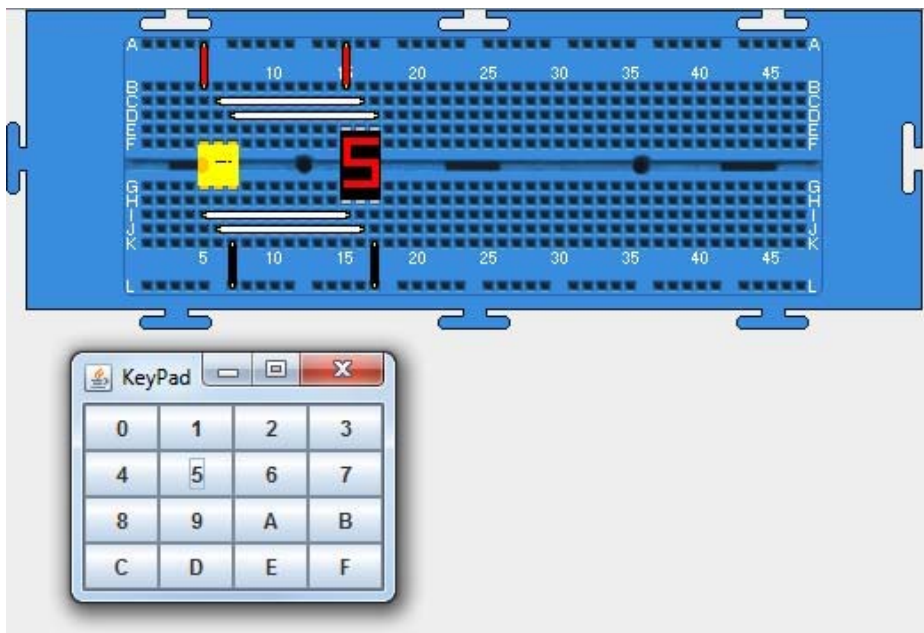 A A
10 15 20 25 30 35 40 45
B B
C C
D D
E E
F F
5
G G
H H
I I
J J
K K
5 10 15 20 25 30 35 40 45
L L
KeyPad
0 1 2 3
4 5 6 7
8 9 A B
C D E F